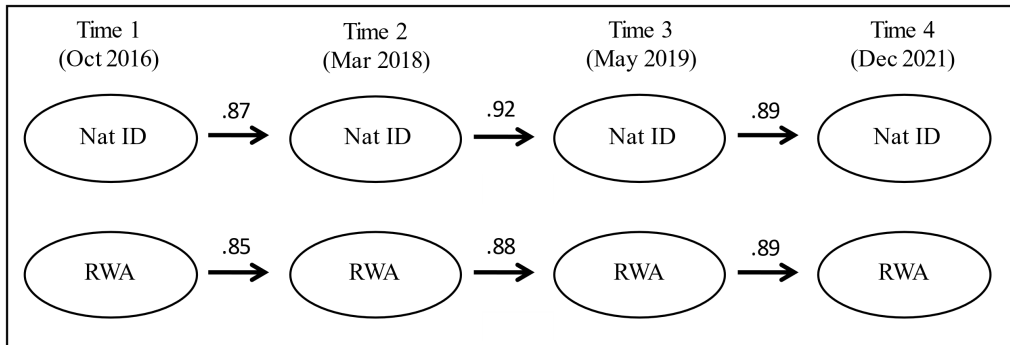 Time 1
(Oct 2016)
Time 2
(Mar 2018)
Time 3
(May 2019)
Time 4
(Dec 2021)
Nat ID
.87
Nat ID
.92
Nat ID
.89
Nat ID
RWA
.85
RWA
.88
RWA
.89
RWA